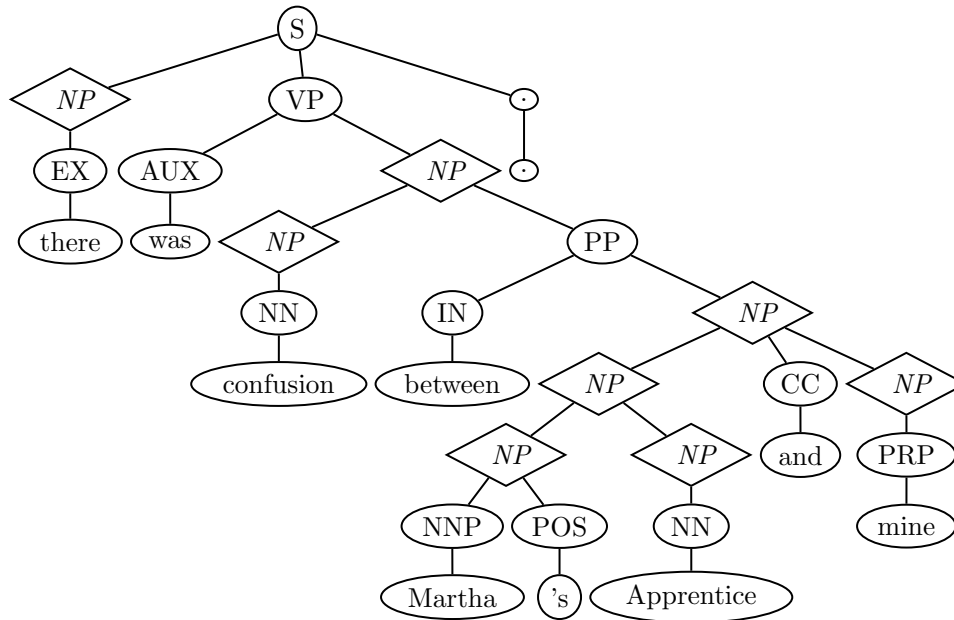 S
NP VP .
EX AUX NP .
there was NP PP
NN IN NP
confusion between NP CC NP
NP NP and PRP
NNP POS NN mine
Martha 's Apprentice